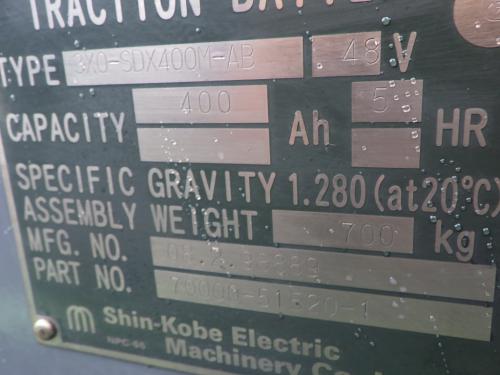 TRACTION BATTE
TYPE 3X0-SDX400M-AB 48 V
CAPACITY 400 Ah 5 HR
SPECIFIC GRAVITY 1.280 (at20℃)
ASSEMBLY WEIGHT 700 kg
MFG. NO.
PART NO.
Shin-Kobe Electric
Machinery Co